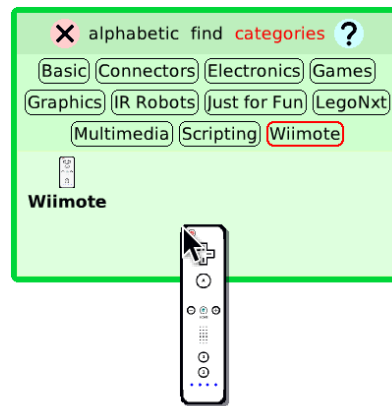 alphabetic find categories ?
Basic Connectors Electronics Games
Graphics IR Robots Just for Fun LegoNxt
Multimedia Scripting Wiimote
Wiimote